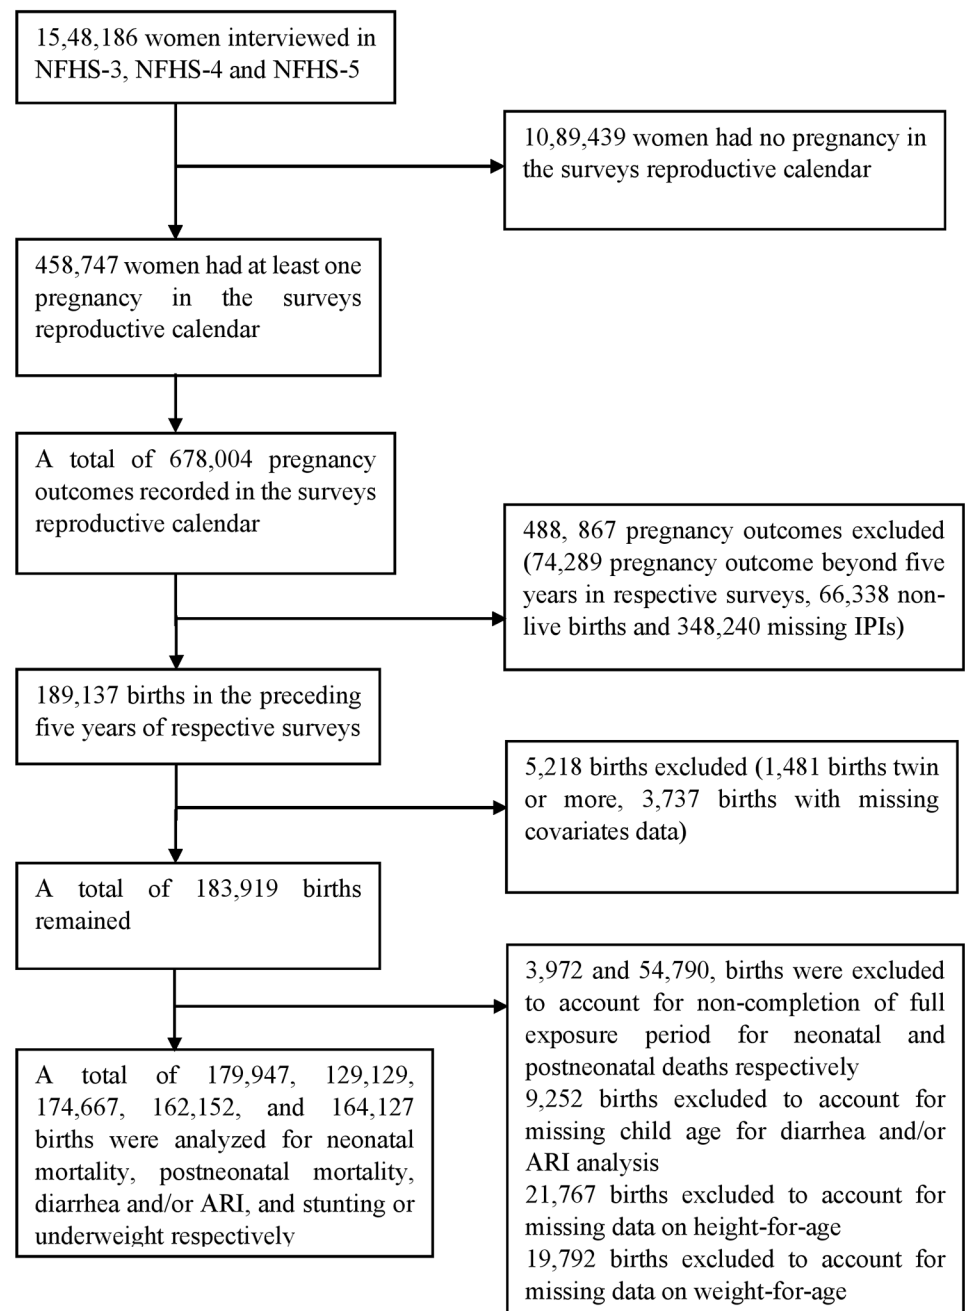 15,48,186 women interviewed in
NFHS-3, NFHS-4 and NFHS-5
10,89,439 women had no pregnancy in
the surveys reproductive calendar
458,747 women had at least one
pregnancy in the surveys
reproductive calendar
A total of 678,004 pregnancy
outcomes recorded in the surveys
reproductive calendar
488, 867 pregnancy outcomes excluded
(74,289 pregnancy outcome beyond five
years in respective surveys, 66,338 non-
live births and 348,240 missing IPIs)
189,137 births in the preceding
five years of respective surveys
5,218 births excluded (1,481 births twin
or more, 3,737 births with missing
covariates data)
A total of 183,919 births
remained
3,972 and 54,790, births were excluded
to account for non-completion of full
exposure period for neonatal and
postneonatal deaths respectively
9,252 births excluded to account for
missing child age for diarrhea and/or
ARI analysis
21,767 births excluded to account for
missing data on height-for-age
19,792 births excluded to account for
missing data on weight-for-age
A total of 179,947, 129,129,
174,667, 162,152, and 164,127
births were analyzed for neonatal
mortality, postneonatal mortality,
diarrhea and/or ARI, and stunting or
underweight respectively